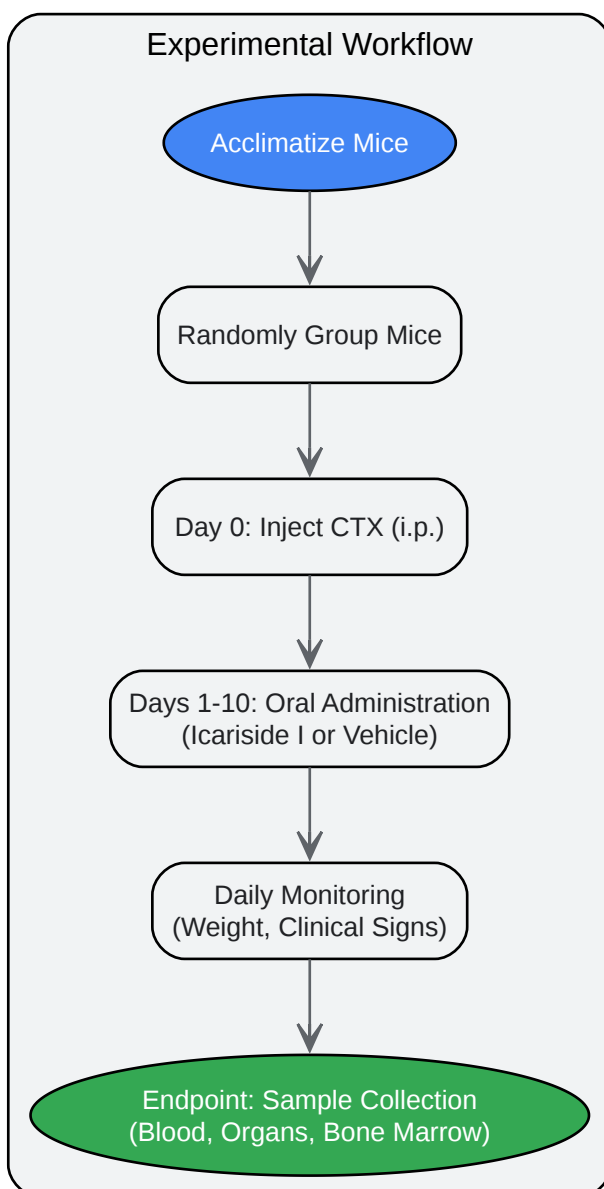 Experimental Workflow
Acclimatize Mice
Randomly Group Mice
Day 0: Inject CTX (i.p.)
Days 1-10: Oral Administration
(Icariside I or Vehicle)
Daily Monitoring
(Weight, Clinical Signs)
Endpoint: Sample Collection
(Blood, Organs, Bone Marrow)